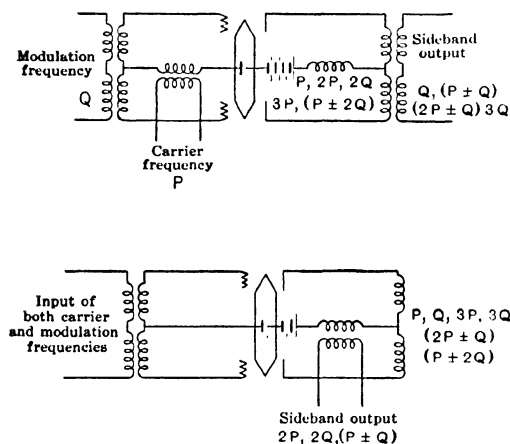 Modulation
frequency
Q
Carrier
frequency
P
P, 2P, 2Q
3P, (P ± 2Q)
Sideband
output
Q, (P ± Q)
(2P ± Q) 3Q
Input of
both carrier
and modulation
frequencies
P, Q, 3P, 3Q
(2P ± Q)
(P ± 2Q)
Sideband output
2P, 2Q, (P ± Q)